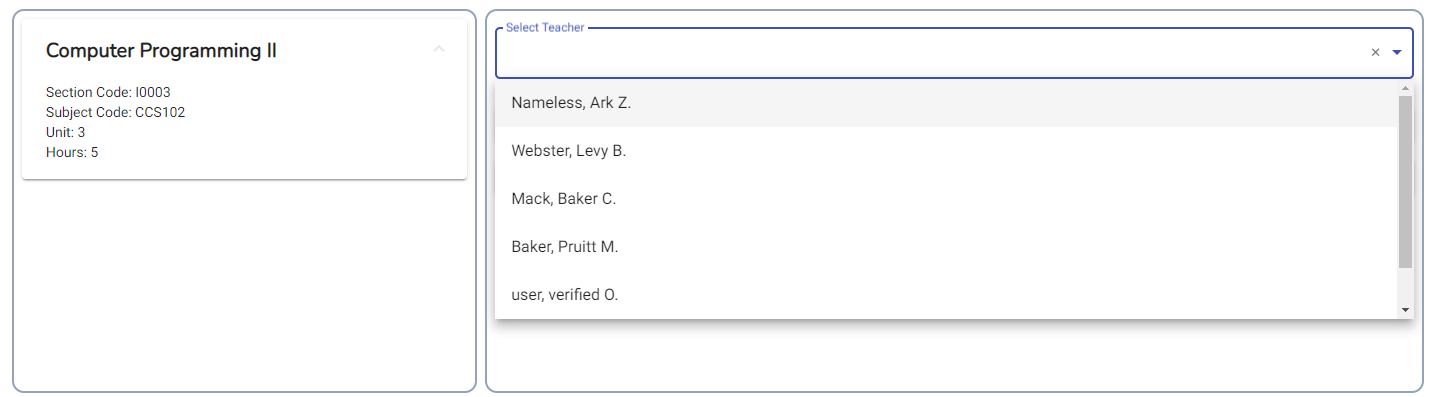 Computer Programming II
Section Code: I0003
Subject Code: CCS102
Unit: 3
Hours: 5
Select Teacher
Nameless, Ark Z.
Webster, Levy B.
Mack, Baker C.
Baker, Pruitt M.
user, verified O.